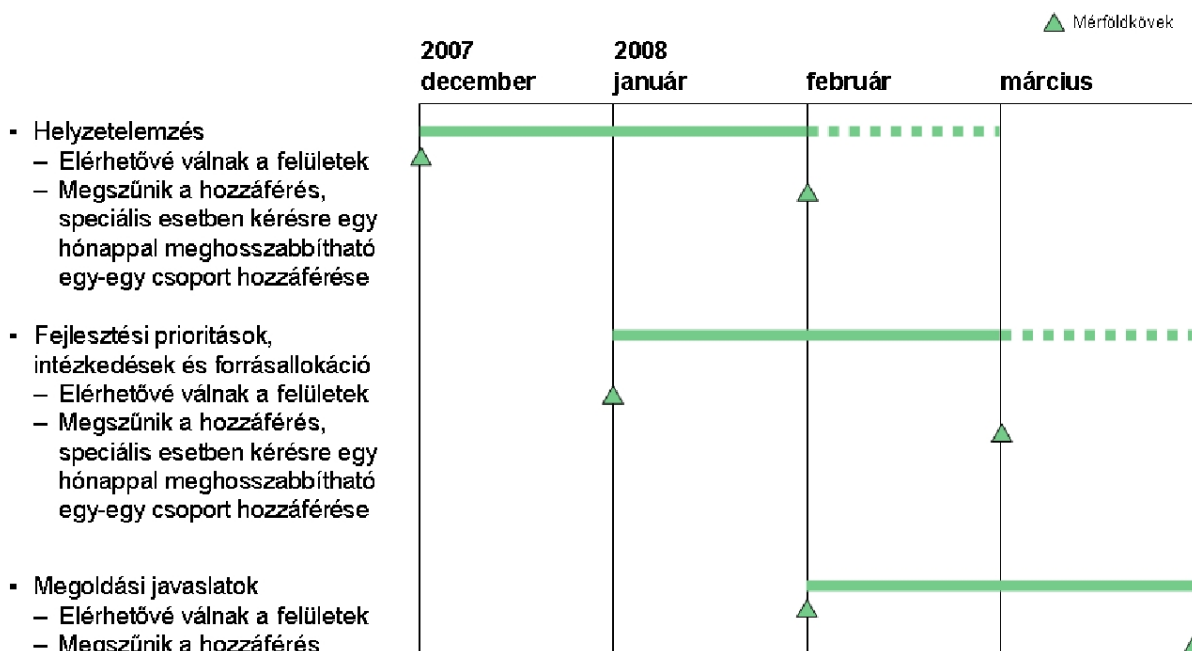 Mérföldkövek
2007 2008
december január február március
- Helyzetelemzés
– Elérhetővé válnak a felületek
– Megszűnik a hozzáférés,
speciális esetben kérésre egy
hónappal meghosszabbítható
egy-egy csoport hozzáférése
- Fejlesztési prioritások,
intézkedések és forrásallokáció
– Elérhetővé válnak a felületek
– Megszűnik a hozzáférés,
speciális esetben kérésre egy
hónappal meghosszabbítható
egy-egy csoport hozzáférése
- Megoldási javaslatok
– Elérhetővé válnak a felületek
– Megszűnik a hozzáférés